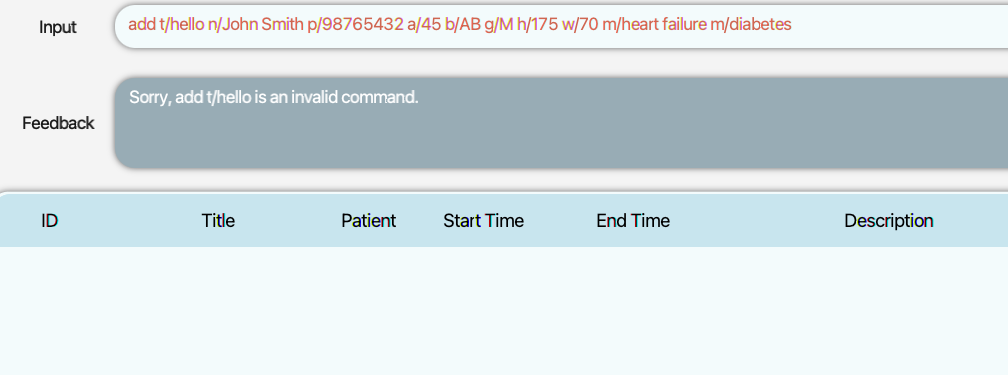 Input
add t/hello n/John Smith p/98765432 a/45 b/AB g/M h/175 w/70 m/heart failure m/diabetes
Feedback
Sorry, add t/hello is an invalid command.
ID Title Patient Start Time End Time Description